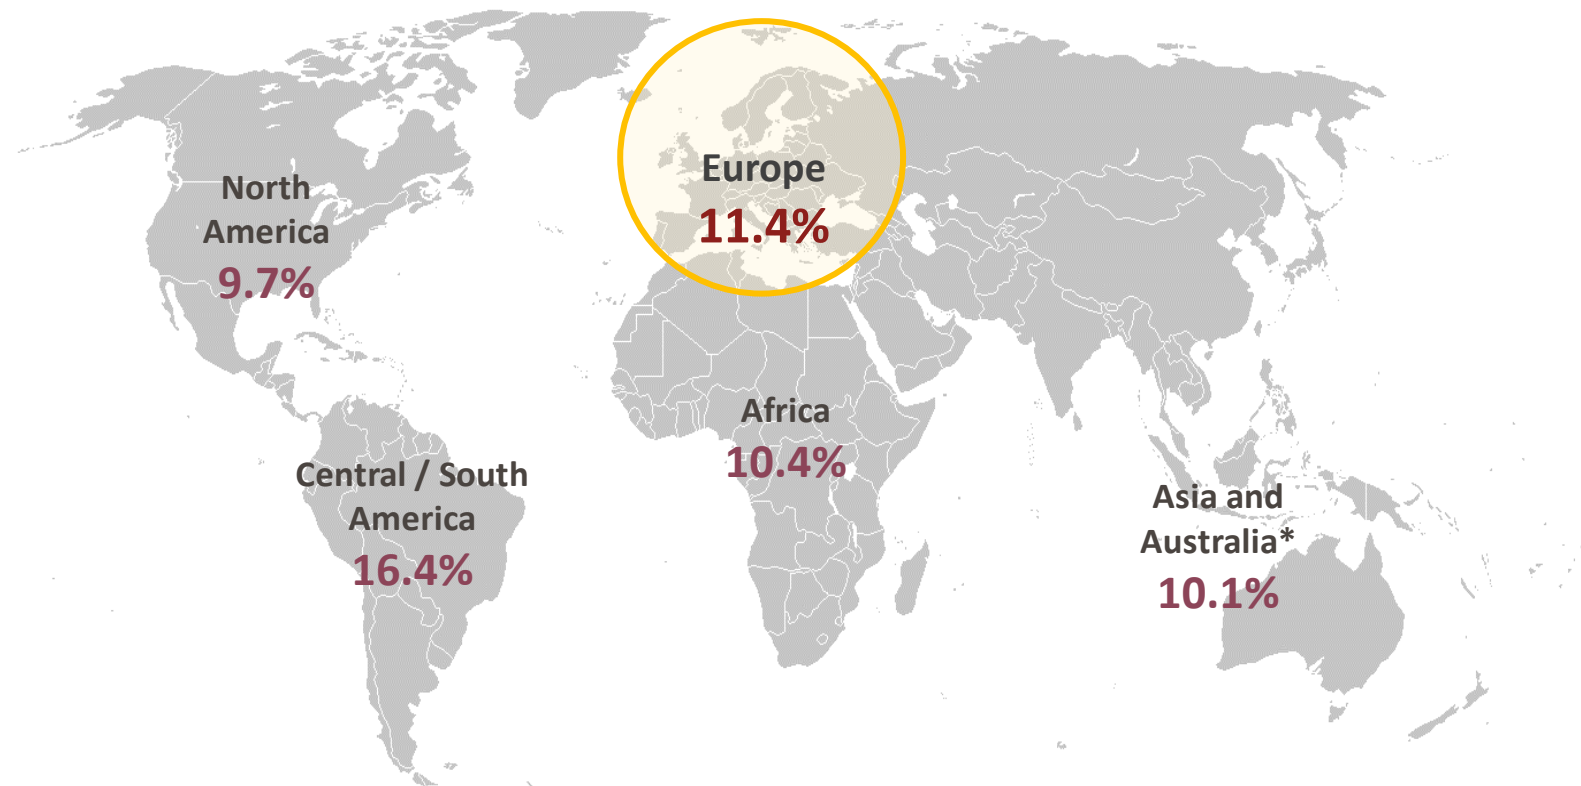 Europe
11.4%
North
America
9.7%
Africa
10.4%
Central / South
America
16.4%
Asia and
Australia*
10.1%